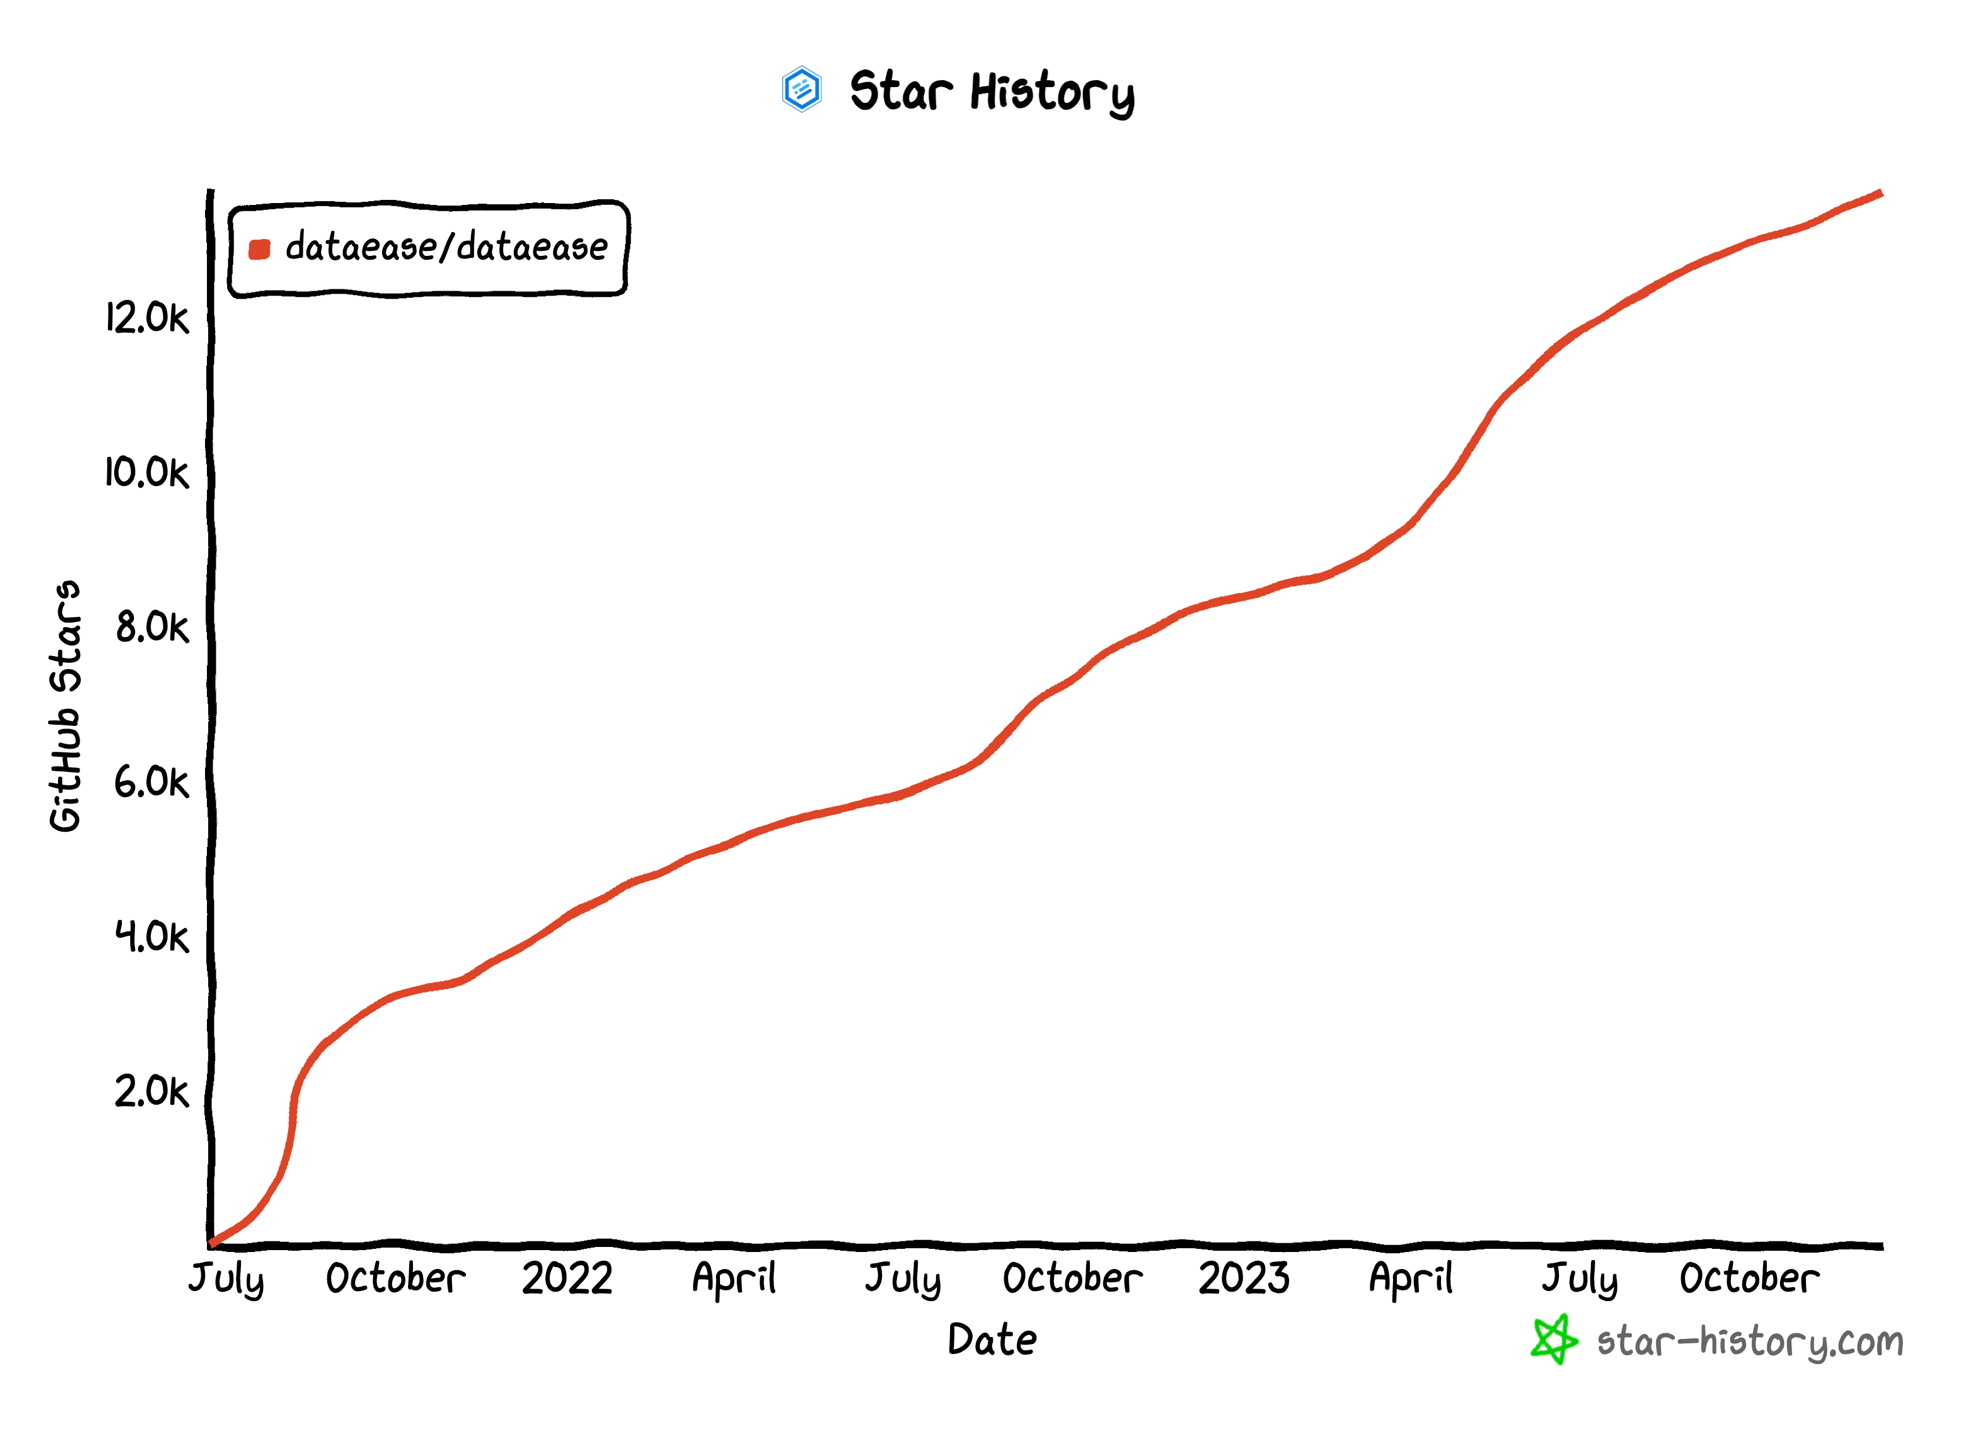 Star History
dataease/dataease
12.0K
10.0K
8.0K
6.0K
4.0K
2.0K
GitHub Stars
July October 2022 April July October 2023 April July October
Date
star-history.com